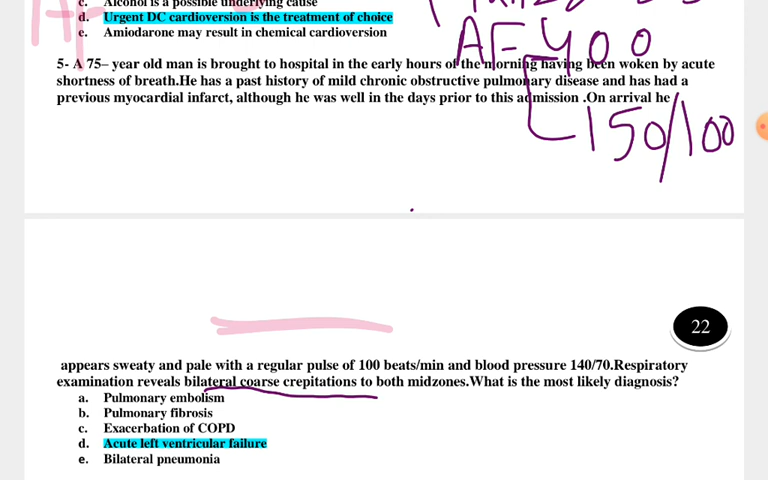 c. Alcohol is a possible underlying cause
d. Urgent DC cardioversion is the treatment of choice
e. Amiodarone may result in chemical cardioversion
AF
AF 400
5- A 75– year old man is brought to hospital in the early hours of the morning having been woken by acute
shortness of breath.He has a past history of mild chronic obstructive pulmonary disease and has had a
previous myocardial infarct, although he was well in the days prior to this admission .On arrival he
150/100
22
appears sweaty and pale with a regular pulse of 100 beats/min and blood pressure 140/70.Respiratory
examination reveals bilateral coarse crepitations to both midzones.What is the most likely diagnosis?
a. Pulmonary embolism
b. Pulmonary fibrosis
c. Exacerbation of COPD
d. Acute left ventricular failure
e. Bilateral pneumonia